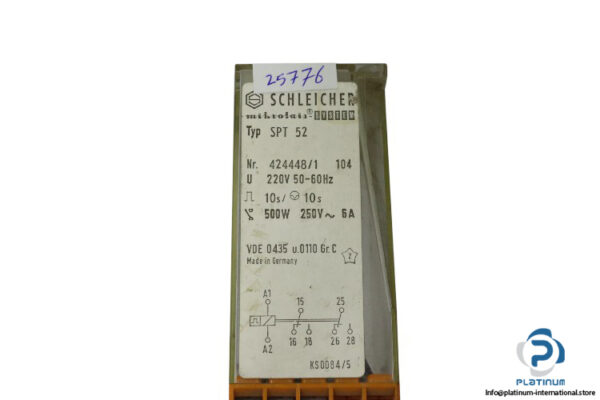 25776
SCHLEICHER
mikrolais® SYSTEM
Typ SPT 52
Nr. 424448/1 104
U 220V 50-60Hz
10s/ 10s
500W 250V~ 6A
VDE 0435 u.0110 Gr.C
Made in Germany
A1 15 25
A2 16 18 26 28
KS0084/5
PLATINUM
INTERNATIONAL
info@platinum-international-store.com